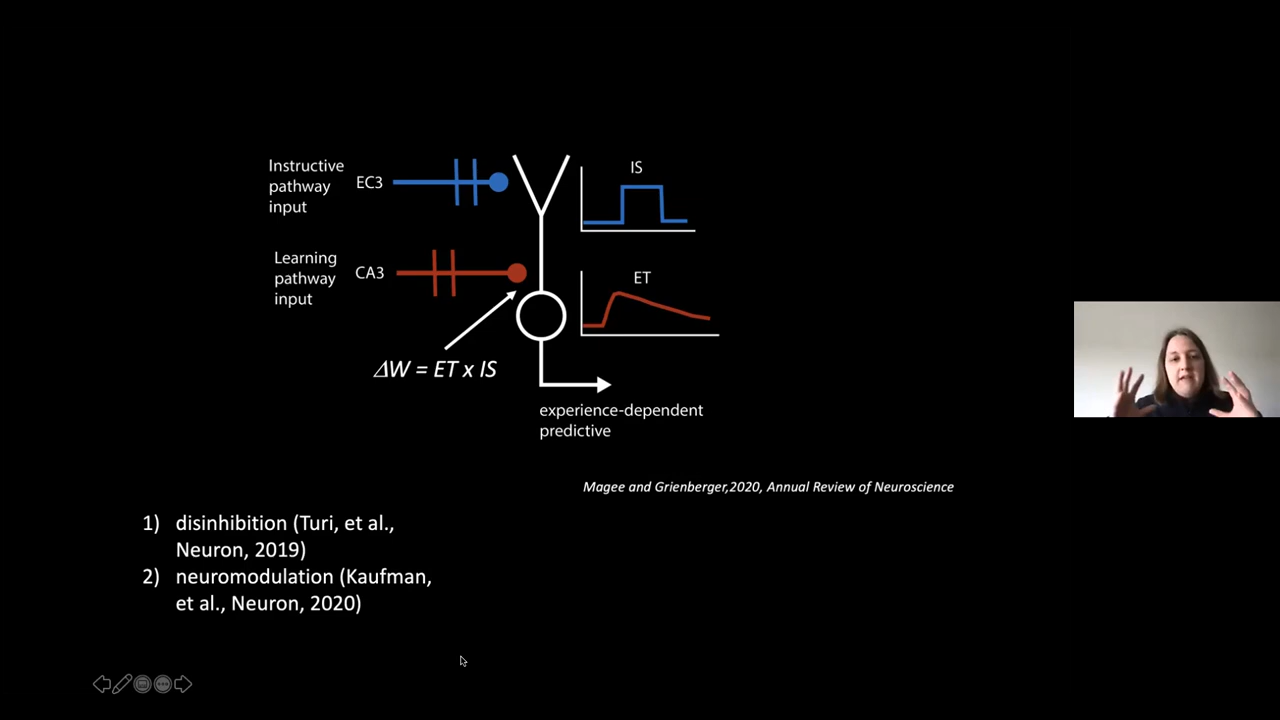 Instructive
pathway
input
EC3
IS
Learning
pathway
input
CA3
ET
ΔW = ET x IS
experience-dependent
predictive
Magee and Grienberger,2020, Annual Review of Neuroscience
1) disinhibition (Turi, et al.,
Neuron, 2019)
2) neuromodulation (Kaufman,
et al., Neuron, 2020)